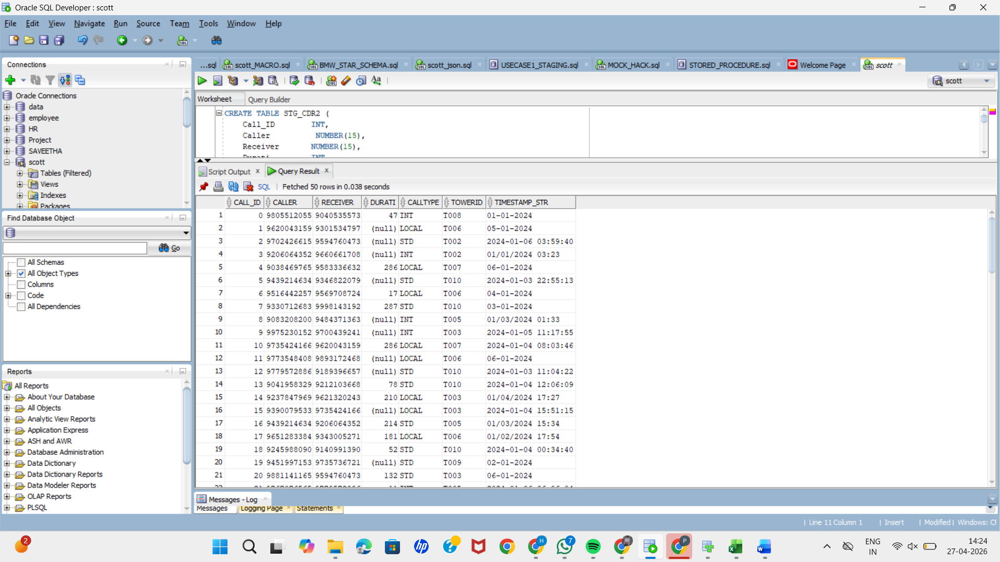 Oracle SQL Developer : scott
File Edit View Navigate Run Source Team Tools Window Help
Connections
Oracle Connections
data
employee
HR
Project
SAVEETHA
scott
Tables (Filtered)
Views
Indexes
Packages
Find Database Object
Go
All Schemas
All Object Types
Columns
Code
All Dependencies
Reports
All Reports
About Your Database
All Objects
Analytic View Reports
Application Express
ASH and AWR
Database Administration
Data Dictionary
Data Dictionary Reports
Data Modeler Reports
OLAP Reports
PLSQL
...sql scott_MACRO.sql BMW_STAR_SCHEMA.sql scott_json.sql USECASE1_STAGING.sql MOCK_HACK.sql STORED_PROCEDURE.sql Welcome Page scott
scott
Worksheet Query Builder
CREATE TABLE STG_CDR2 (
Call_ID INT,
Caller NUMBER(15),
Receiver NUMBER(15),
Durati INT
Script Output Query Result
SQL Fetched 50 rows in 0.038 seconds
CALL_ID CALLER RECEIVER DURATI CALLTYPE TOWERID TIMESTAMP_STR
1 0 9805512055 9040535573 47 INT T008 01-01-2024
2 1 9620043159 9301534797 (null) LOCAL T006 05-01-2024
3 2 9702426615 9594760473 (null) STD T002 2024-01-06 03:59:40
4 3 9206064352 9660661708 (null) INT T002 01/01/2024 03:23
5 4 9038469765 9583336632 286 LOCAL T007 06-01-2024
6 5 9439214634 9346822079 (null) STD T010 2024-01-03 22:55:13
7 6 9516442257 9569708724 17 LOCAL T006 04-01-2024
8 7 9330712683 9998143192 287 STD T010 03-01-2024
9 8 9083208200 9484371363 (null) INT T005 01/03/2024 01:33
10 9 9975230152 9700439241 (null) INT T003 2024-01-05 11:17:55
11 10 9735424166 9620043159 286 LOCAL T007 2024-01-04 08:03:46
12 11 9773548408 9893172468 (null) LOCAL T006 06-01-2024
13 12 9779572886 9189396657 (null) STD T010 2024-01-03 11:04:22
14 13 9041958329 9212103668 78 STD T010 2024-01-04 12:06:09
15 14 9237847969 9621320243 210 LOCAL T003 01/04/2024 17:27
16 15 9390079533 9735424166 (null) LOCAL T003 2024-01-04 15:51:15
17 16 9439214634 9206064352 214 STD T005 01/03/2024 15:34
18 17 9651283384 9343005271 181 LOCAL T006 01/02/2024 17:54
19 18 9245988090 9140991390 52 STD T010 2024-01-04 00:34:40
20 19 9451997153 9735736721 (null) STD T009 02-01-2024
21 20 9881141165 9594760473 132 STD T003 06-01-2024
Messages - Log
Messages Logging Page Statements
Line 11 Column 1 Insert Modified Windows: CF
2
H
7
P
ENG
IN
14:24
27-04-2026